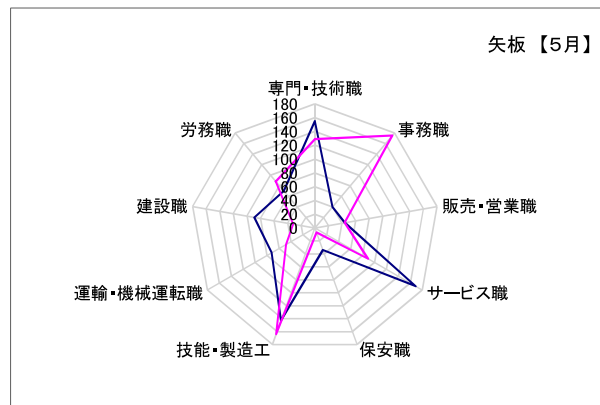 矢板 【5月】
専門・技術職
180
160
140
120
100
80
60
40
20
0
事務職
販売・営業職
サービス職
保安職
技能・製造工
運輸・機械運転職
建設職
労務職